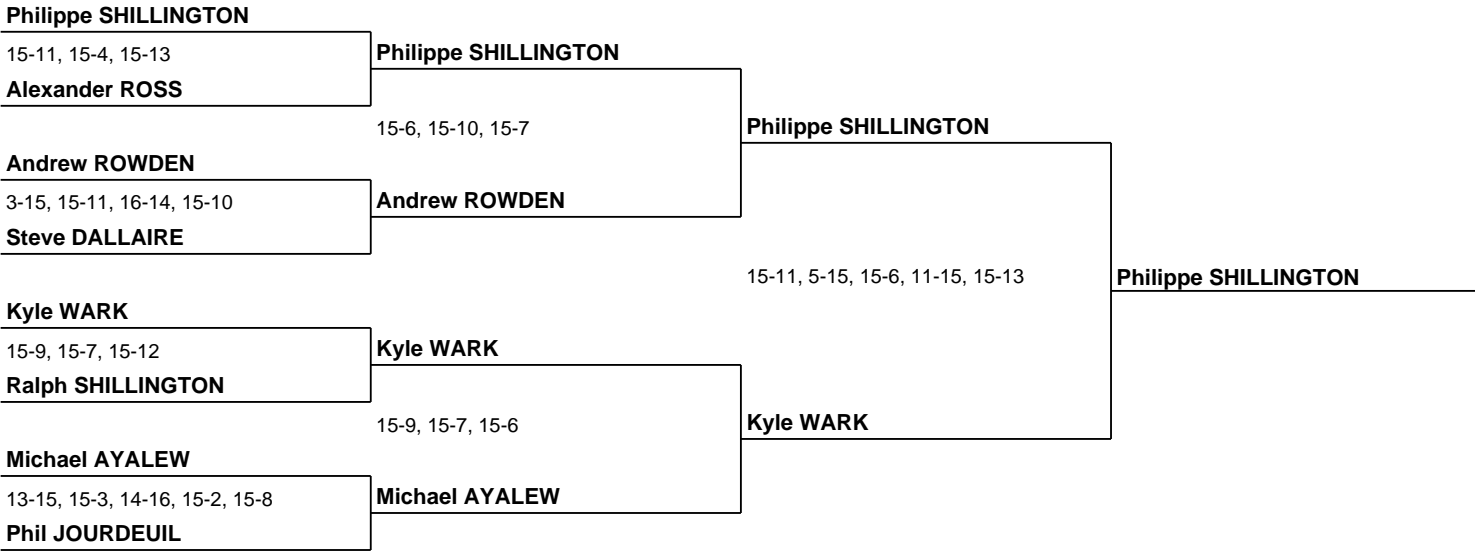 Philippe SHILLINGTON
15-11, 15-4, 15-13
Alexander ROSS
Philippe SHILLINGTON
15-6, 15-10, 15-7
Philippe SHILLINGTON
Andrew ROWDEN
3-15, 15-11, 16-14, 15-10
Steve DALLAIRE
Andrew ROWDEN
15-11, 5-15, 15-6, 11-15, 15-13
Philippe SHILLINGTON
Kyle WARK
15-9, 15-7, 15-12
Ralph SHILLINGTON
Kyle WARK
15-9, 15-7, 15-6
Kyle WARK
Michael AYALEW
13-15, 15-3, 14-16, 15-2, 15-8
Phil JOURDEUIL
Michael AYALEW